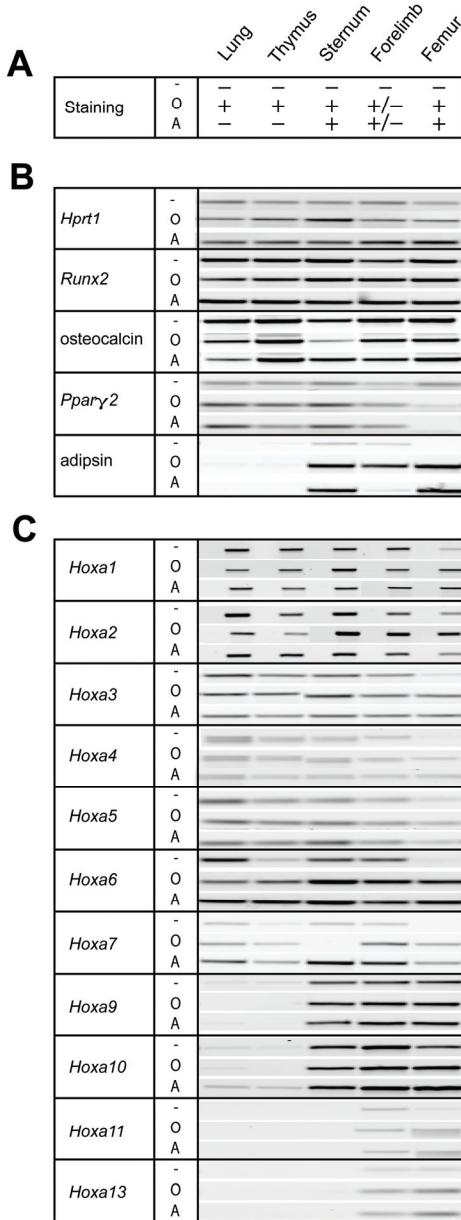 Lung Thymus Sternum Forelimb Femur
A
- – – – – –
Staining O + + + +/– +
A – – + +/– +
B
-
Hprt1 O
A
-
Runx2 O
A
-
osteocalcin O
A
-
Pparγ2 O
A
-
adipsin O
A
C
-
Hoxa1 O
A
-
Hoxa2 O
A
-
Hoxa3 O
A
-
Hoxa4 O
A
-
Hoxa5 O
A
-
Hoxa6 O
A
-
Hoxa7 O
A
-
Hoxa9 O
A
-
Hoxa10 O
A
-
Hoxa11 O
A
-
Hoxa13 O
A